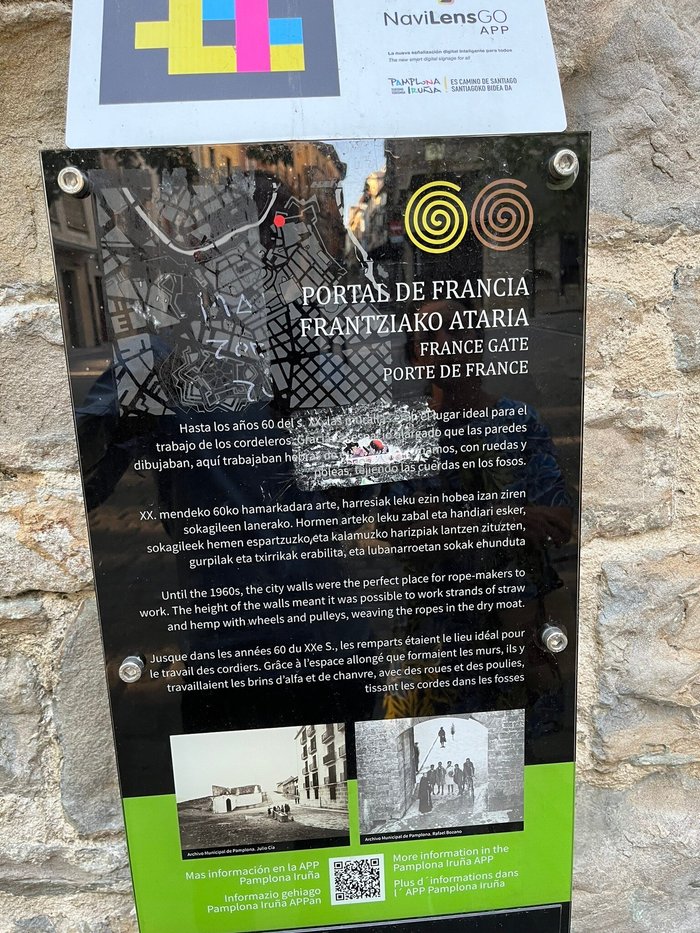 NaviLensGO
APP
La nueva señalización digital inteligente para todos
The new smart digital signage for all
PAMPLONA
IRUÑA
ES CAMINO DE SANTIAGO
SANTIAGOKO BIDEA DA
PORTAL DE FRANCIA
FRANTZIAKO ATARIA
FRANCE GATE
PORTE DE FRANCE
Hasta los años 60 del s. XX, las lugar ideal para el
trabajo de los cordeleros. alargado que las paredes
dibujaban, aquí trabajaban con ruedas y
poleas, tejiendo las cuerdas en los fosos.
XX. mendeko 60ko hamarkadara arte, harresiak leku ezin hobea izan ziren
sokagileen lanerako. Hormen arteko leku zabal eta handiari esker,
sokagileek hemen espartzuzko eta kalamuzko harizpiak lantzen zituzten,
gurpilak eta txirrikak erabilita, eta lubanarroetan sokak ehunduta
Until the 1960s, the city walls were the perfect place for rope-makers to
work. The height of the walls meant it was possible to work strands of straw
and hemp with wheels and pulleys, weaving the ropes in the dry moat.
Jusque dans les années 60 du XXe S., les remparts étaient le lieu idéal pour
le travail des cordiers. Grâce à l'espace allongé que formaient les murs, ils y
travaillaient les brins d'alfa et de chanvre, avec des roues et des poulies,
tissant les cordes dans les fosses
Archivo Municipal de Pamplona. Julio Cía
Archivo Municipal de Pamplona. Rafael Bozano
Mas información en la APP
Pamplona Iruña
Informazio gehiago
Pamplona Iruña APPan
More information in the
Pamplona Iruña APP
Plus d´informations dans
l´ APP Pamplona Iruña